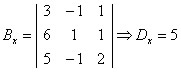 B_x = | 3 −1 1 |
| 6 1 1 | ⇒ D_x = 5
| 5 −1 2 |